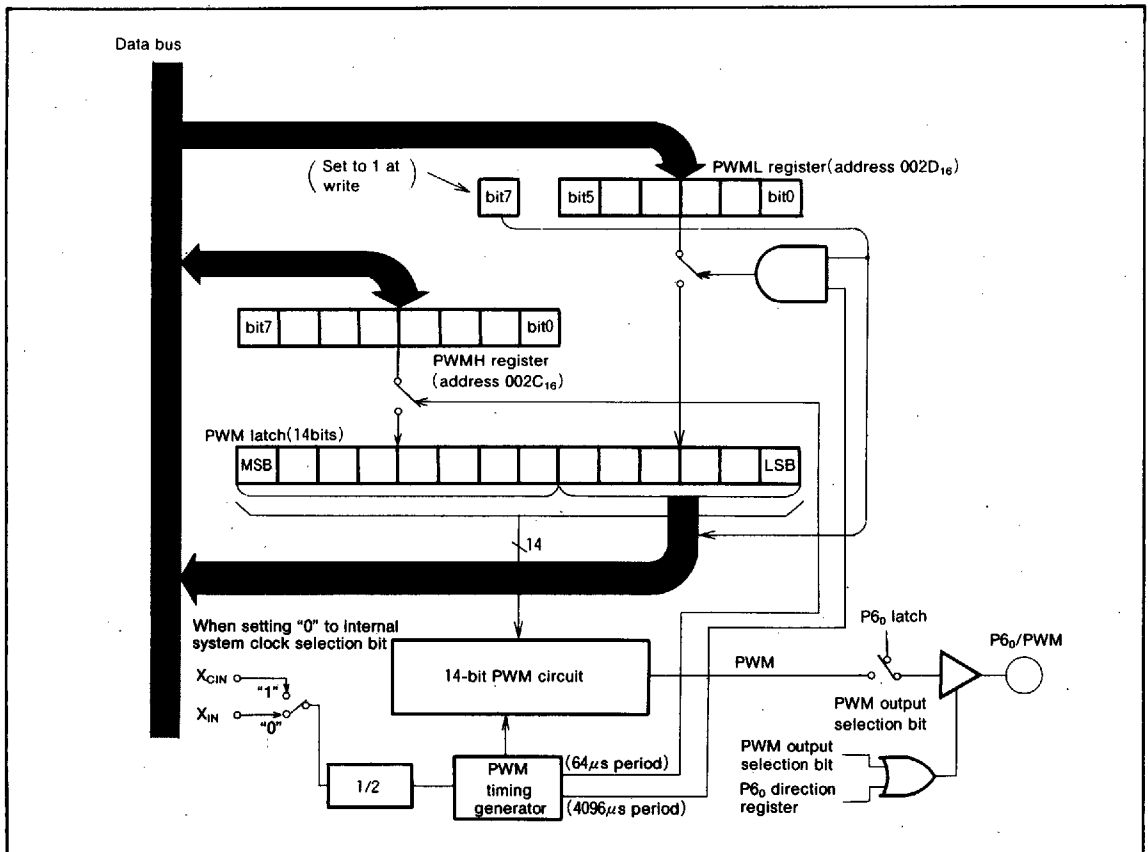 Data bus
(Set to 1 at write)
PWML register(address 002D₁₆)
bit7
bit5
bit0
bit7
bit0
PWMH register
(address 002C₁₆)
PWM latch(14bits)
MSB
LSB
14
When setting “0” to internal
system clock selection bit
XCIN
“1”
XIN
“0”
14-bit PWM circuit
PWM
P6₀ latch
P6₀/PWM
PWM output
selection bit
1/2
PWM
timing
generator
(64μs period)
(4096μs period)
PWM output
selection bit
P6₀ direction
register